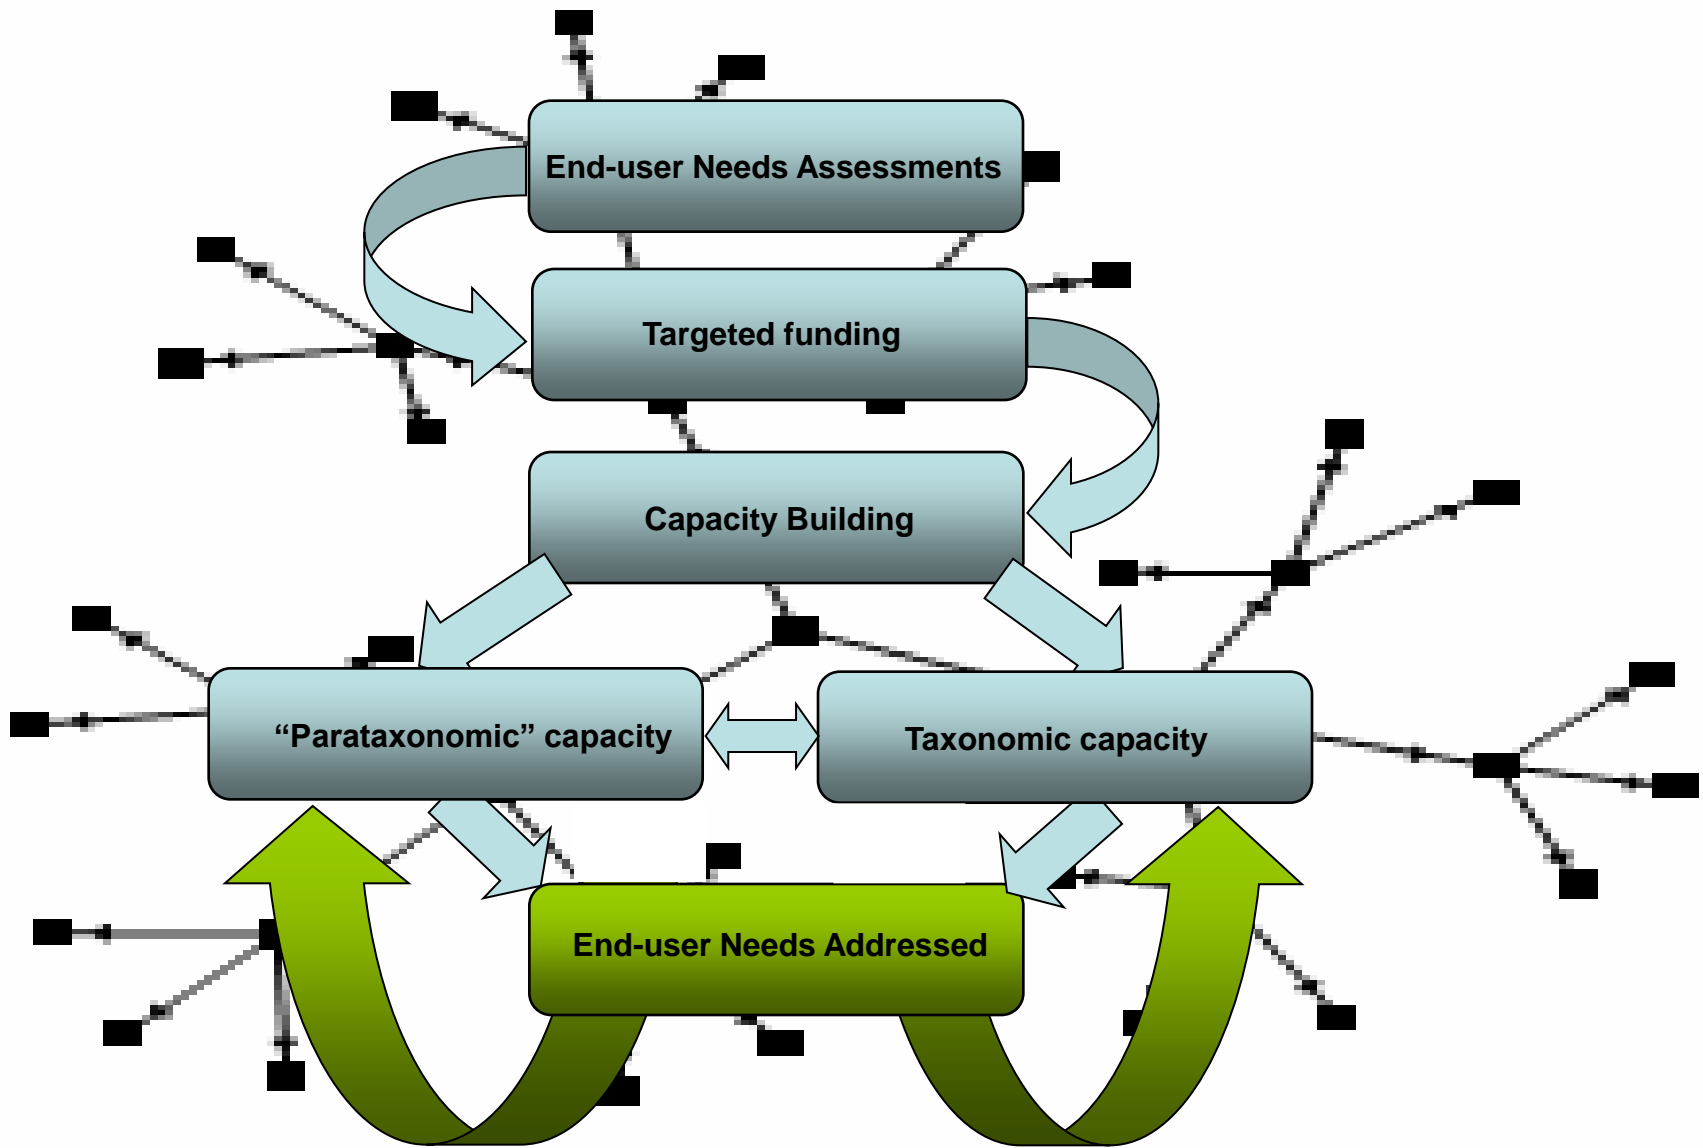 End-user Needs Assessments
Targeted funding
Capacity Building
“Parataxonomic” capacity
Taxonomic capacity
End-user Needs Addressed